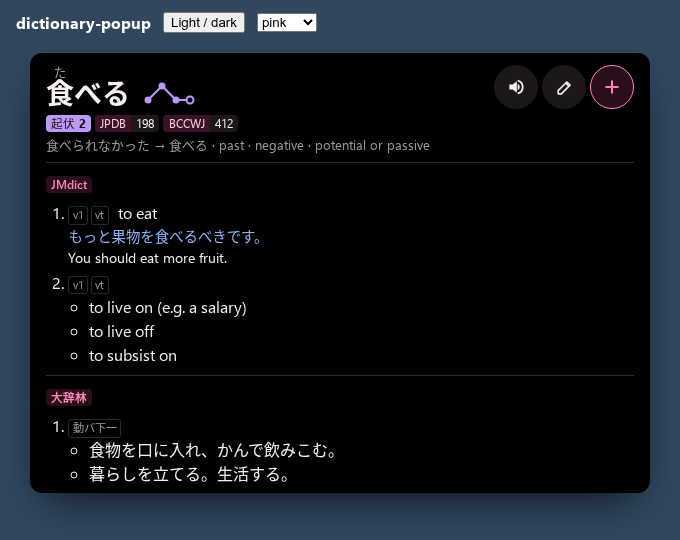 dictionary-popup Light / dark pink
た
食べる
起伏 2 JPDB 198 BCCWJ 412
食べられなかった → 食べる · past · negative · potential or passive
JMdict
1. v1 vt to eat
もっと果物を食べるべきです。
You should eat more fruit.
2. v1 vt
to live on (e.g. a salary)
to live off
to subsist on
大辞林
1. 動バ下一
食物を口に入れ、かんで飲みこむ。
暮らしを立てる。生活する。